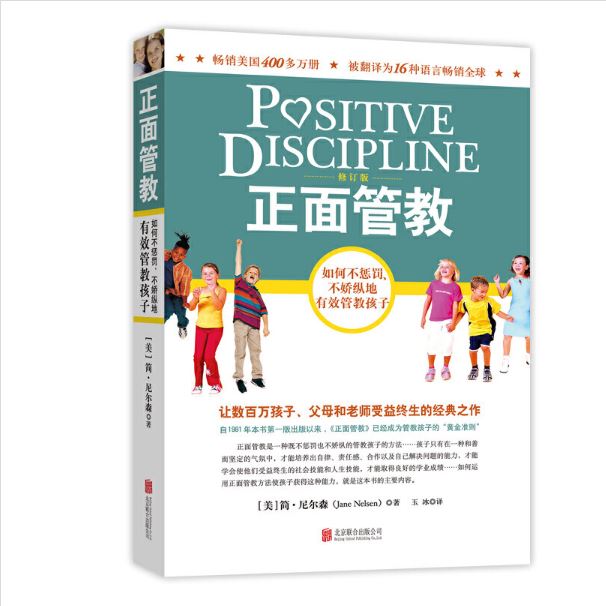 ★ ★ 畅销美国400多万册 ★ 被翻译为16种语言畅销全球 ★ ★
POSITIVE
DISCIPLINE
修订版
正面管教
如何不惩罚、
不娇纵地
有效管教孩子
让数百万孩子、父母和老师受益终生的经典之作
自1981年本书第一版出版以来，《正面管教》已经成为管教孩子的“黄金准则”
正面管教是一种既不惩罚也不娇纵的管教孩子的方法……孩子只有在一种和善
而坚定的气氛中，才能培养出自律、责任感、合作以及自己解决问题的能力，才能
学会使他们受益终生的社会技能和人生技能，才能取得良好的学业成绩……如何运
用正面管教方法使孩子获得这种能力，就是这本书的主要内容。
[美]简·尼尔森（Jane Nelsen）◎著 玉冰◎译
北京联合出版公司
Beijing United Publishing Co.,Ltd.
正面管教
如何不惩罚、不娇纵地
有效管教孩子
[美]简·尼尔森◎著
北京联合出版公司